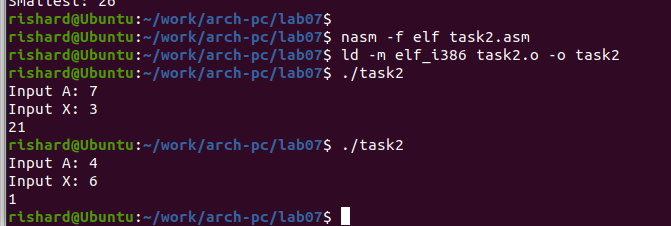 Smallest: 26
rishard@Ubuntu:~/work/arch-pc/lab07$
rishard@Ubuntu:~/work/arch-pc/lab07$ nasm -f elf task2.asm
rishard@Ubuntu:~/work/arch-pc/lab07$ ld -m elf_i386 task2.o -o task2
rishard@Ubuntu:~/work/arch-pc/lab07$ ./task2
Input A: 7
Input X: 3
21
rishard@Ubuntu:~/work/arch-pc/lab07$ ./task2
Input A: 4
Input X: 6
1
rishard@Ubuntu:~/work/arch-pc/lab07$